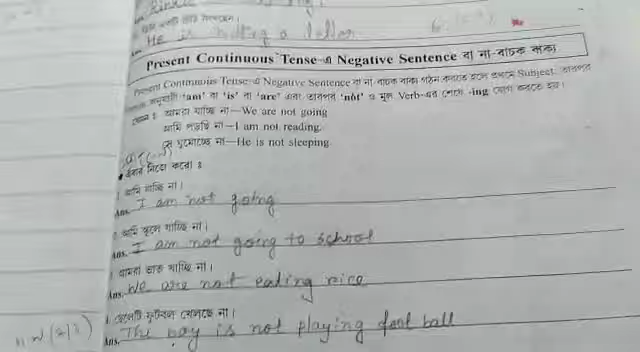 He is writing a letter
Present Continuous Tense-এ Negative Sentence বা না-বাচক বাক্য
Present Continuous Tense-এ Negative Sentence বা না-বাচক বাক্য গঠন করতে হলে প্রথমে Subject তারপর
অনুযায়ী 'am' বা 'is' বা 'are' এবং তারপর 'not' ও মূল Verb-এর শেষে -ing যোগ করতে হয়।
যেমন : আমরা যাচ্ছি না—We are not going
আমি পড়ছি না—I am not reading.
সে ঘুমোচ্ছে না—He is not sleeping.
এবার নিজে করো :
আমি যাচ্ছি না।
Ans. I am not going
আমি স্কুলে যাচ্ছি না।
Ans. I am not going to school
আমরা ভাত খাচ্ছি না।
Ans. We are not eating rice
ছেলেটি ফুটবল খেলছে না।
Ans. The boy is not playing foot ball